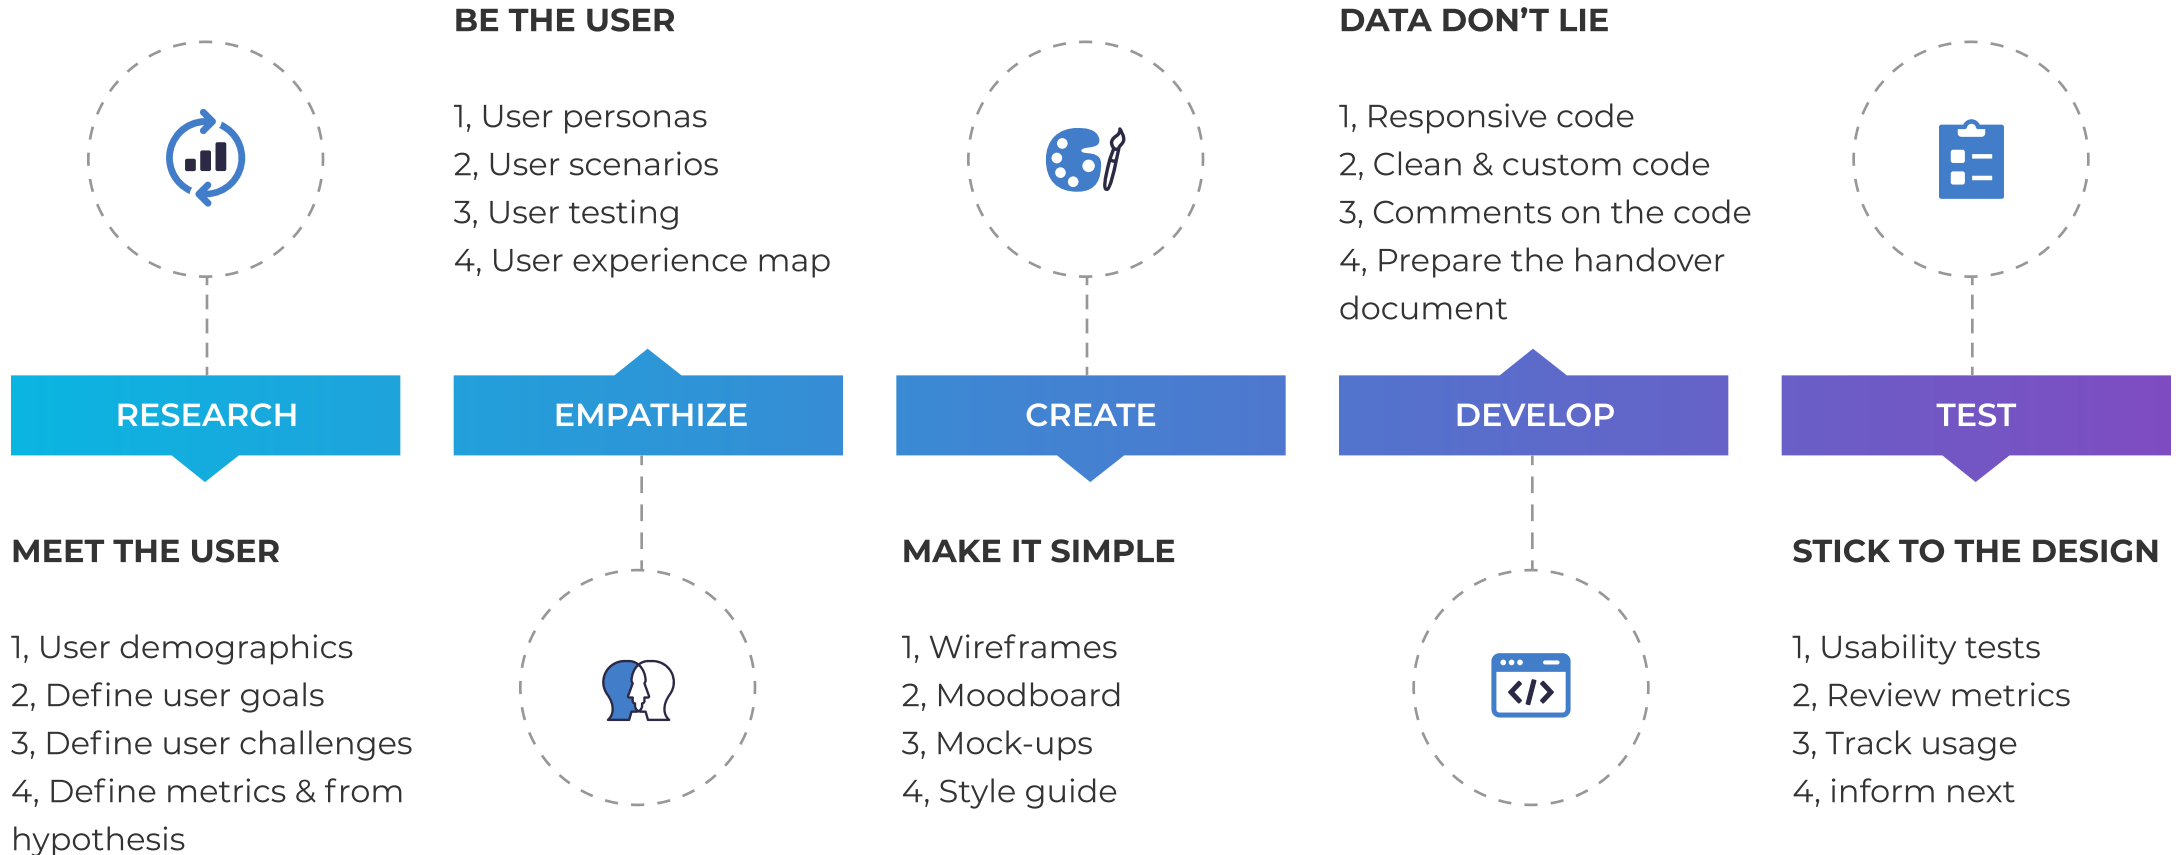 BE THE USER
1, User personas
2, User scenarios
3, User testing
4, User experience map
DATA DON’T LIE
1, Responsive code
2, Clean & custom code
3, Comments on the code
4, Prepare the handover
document
RESEARCH
EMPATHIZE
CREATE
DEVELOP
TEST
MEET THE USER
1, User demographics
2, Define user goals
3, Define user challenges
4, Define metrics & from
hypothesis
MAKE IT SIMPLE
1, Wireframes
2, Moodboard
3, Mock-ups
4, Style guide
</>
STICK TO THE DESIGN
1, Usability tests
2, Review metrics
3, Track usage
4, inform next